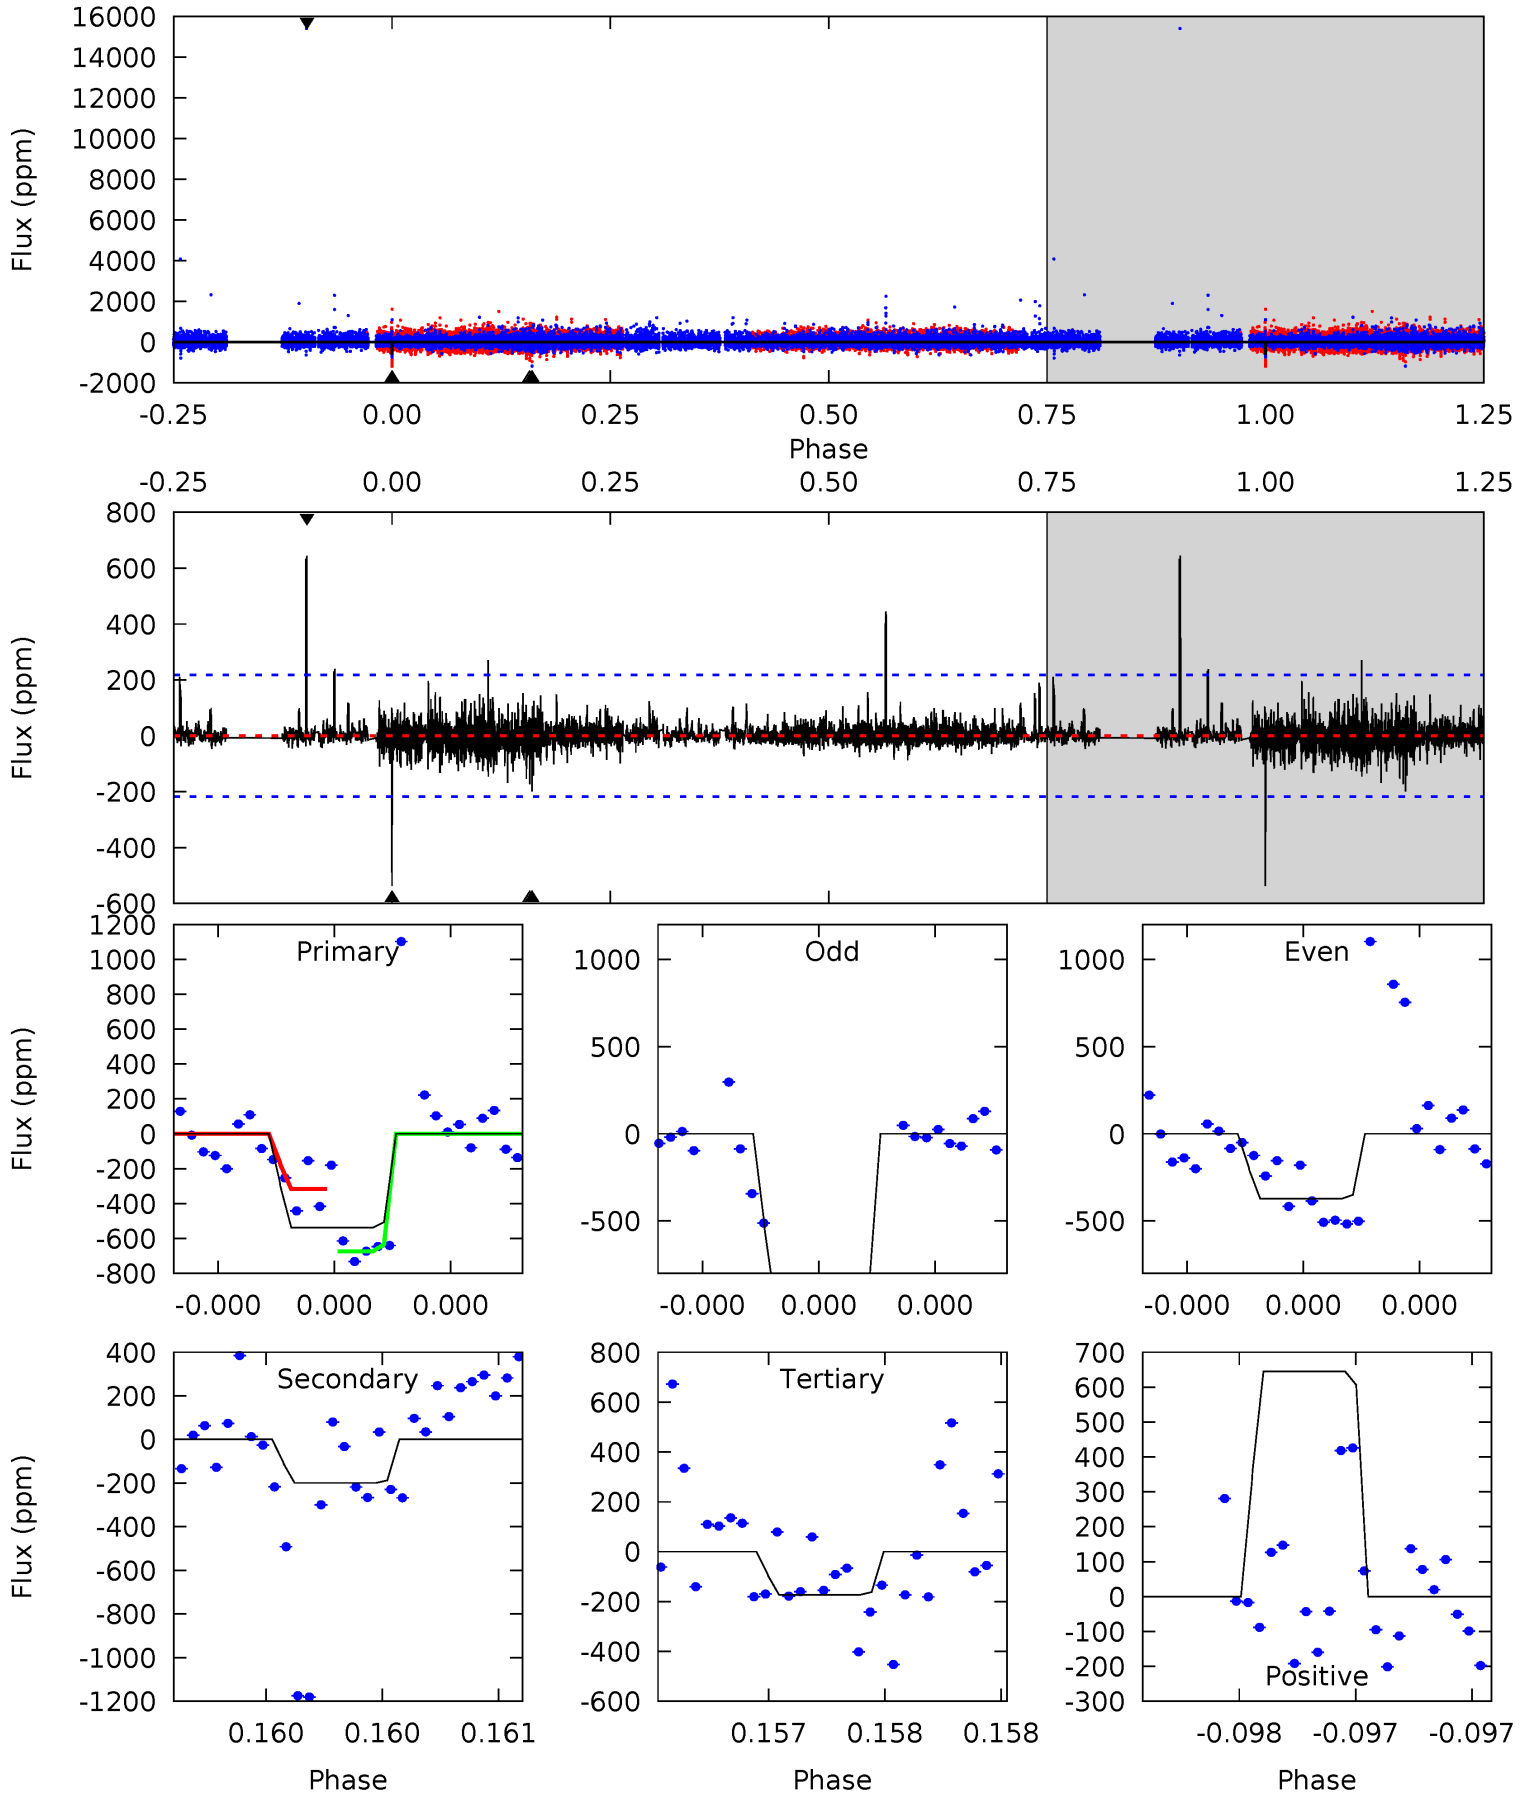 16000
14000
12000
10000
8000
6000
4000
2000
0
-2000
Flux (ppm)
-0.25 0.00 0.25 0.50 0.75 1.00 1.25
Phase
-0.25 0.00 0.25 0.50 0.75 1.00 1.25
800
600
400
200
0
-200
-400
-600
Flux (ppm)
Primary
1200
1000
800
600
400
200
0
-200
-400
-600
-800
Flux (ppm)
-0.000 0.000 0.000
Odd
1000
500
0
-500
-0.000 0.000 0.000
Even
1000
500
0
-500
-0.000 0.000 0.000
Secondary
400
200
0
-200
-400
-600
-800
-1000
-1200
Flux (ppm)
0.160 0.160 0.161
Phase
Tertiary
800
600
400
200
0
-200
-400
-600
0.157 0.158 0.158
Phase
Positive
700
600
500
400
300
200
100
0
-100
-200
-300
-0.098 -0.097 -0.097
Phase